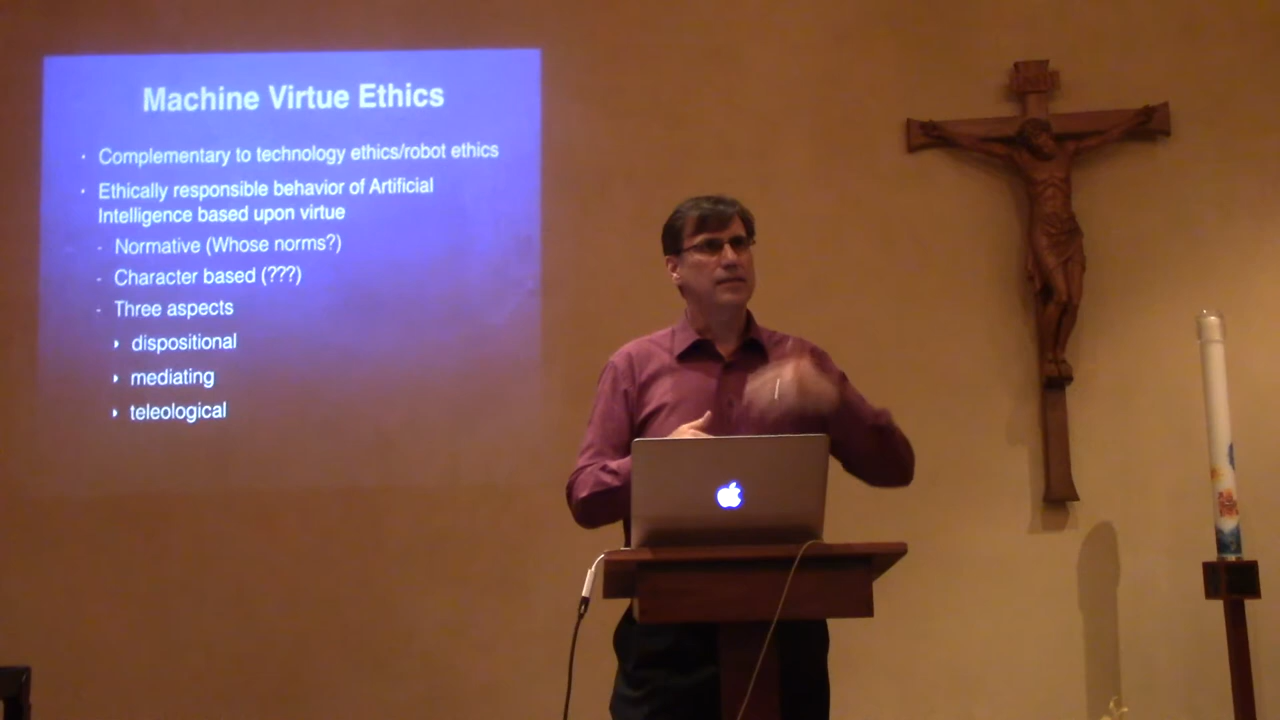 Machine Virtue Ethics
· Complementary to technology ethics/robot ethics
· Ethically responsible behavior of Artificial
Intelligence based upon virtue
- Normative (Whose norms?)
- Character based (???)
- Three aspects
‣ dispositional
‣ mediating
‣ teleological